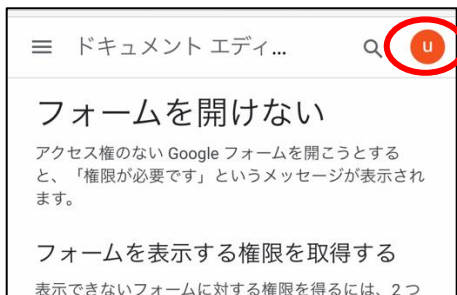 ドキュメント エディ...
u
フォームを開けない
アクセス権のない Google フォームを開こうとする
と、「権限が必要です」というメッセージが表示され
ます。
フォームを表示する権限を取得する
表示できないフォームに対する権限を得るには、2 つ